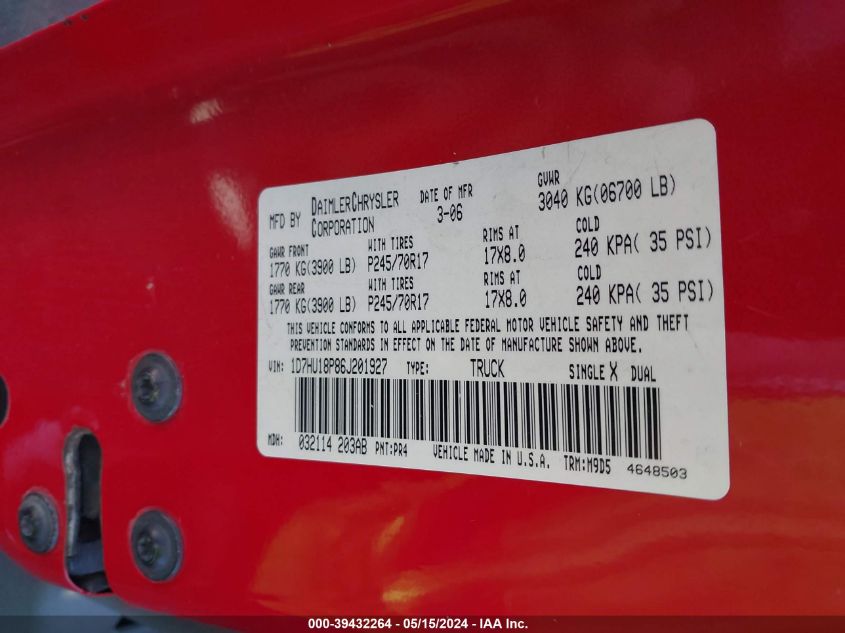 MFD BY DAIMLERCHRYSLER CORPORATION DATE OF MFR 3-06 GVWR 3040 KG(06700 LB)
GAWR FRONT WITH TIRES RIMS AT COLD
1770 KG(3900 LB) P245/70R17 17X8.0 240 KPA( 35 PSI)
GAWR REAR WITH TIRES RIMS AT COLD
1770 KG(3900 LB) P245/70R17 17X8.0 240 KPA( 35 PSI)
THIS VEHICLE CONFORMS TO ALL APPLICABLE FEDERAL MOTOR VEHICLE SAFETY AND THEFT
PREVENTION STANDARDS IN EFFECT ON THE DATE OF MANUFACTURE SHOWN ABOVE.
VIN: 1D7HU18P86J201927 TYPE: TRUCK SINGLE X DUAL
MDH: 032114 203AB PNT:PR4 VEHICLE MADE IN U.S.A. TRM:M9D5 4648503
000-39432264 - 05/15/2024 - IAA Inc.